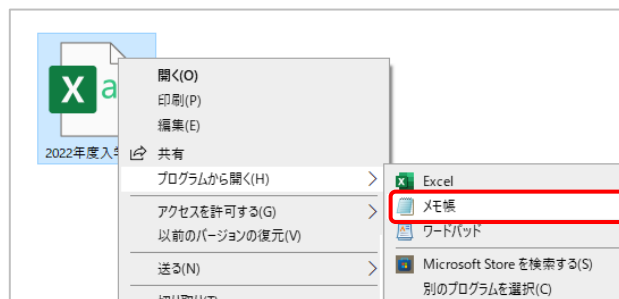 開く(O)
印刷(P)
編集(E)
2022年度入学
共有
プログラムから開く(H)
Excel
メモ帳
アクセスを許可する(G)
以前のバージョンの復元(V)
ワードパッド
送る(N)
Microsoft Store を検索する(S)
別のプログラムを選択(C)